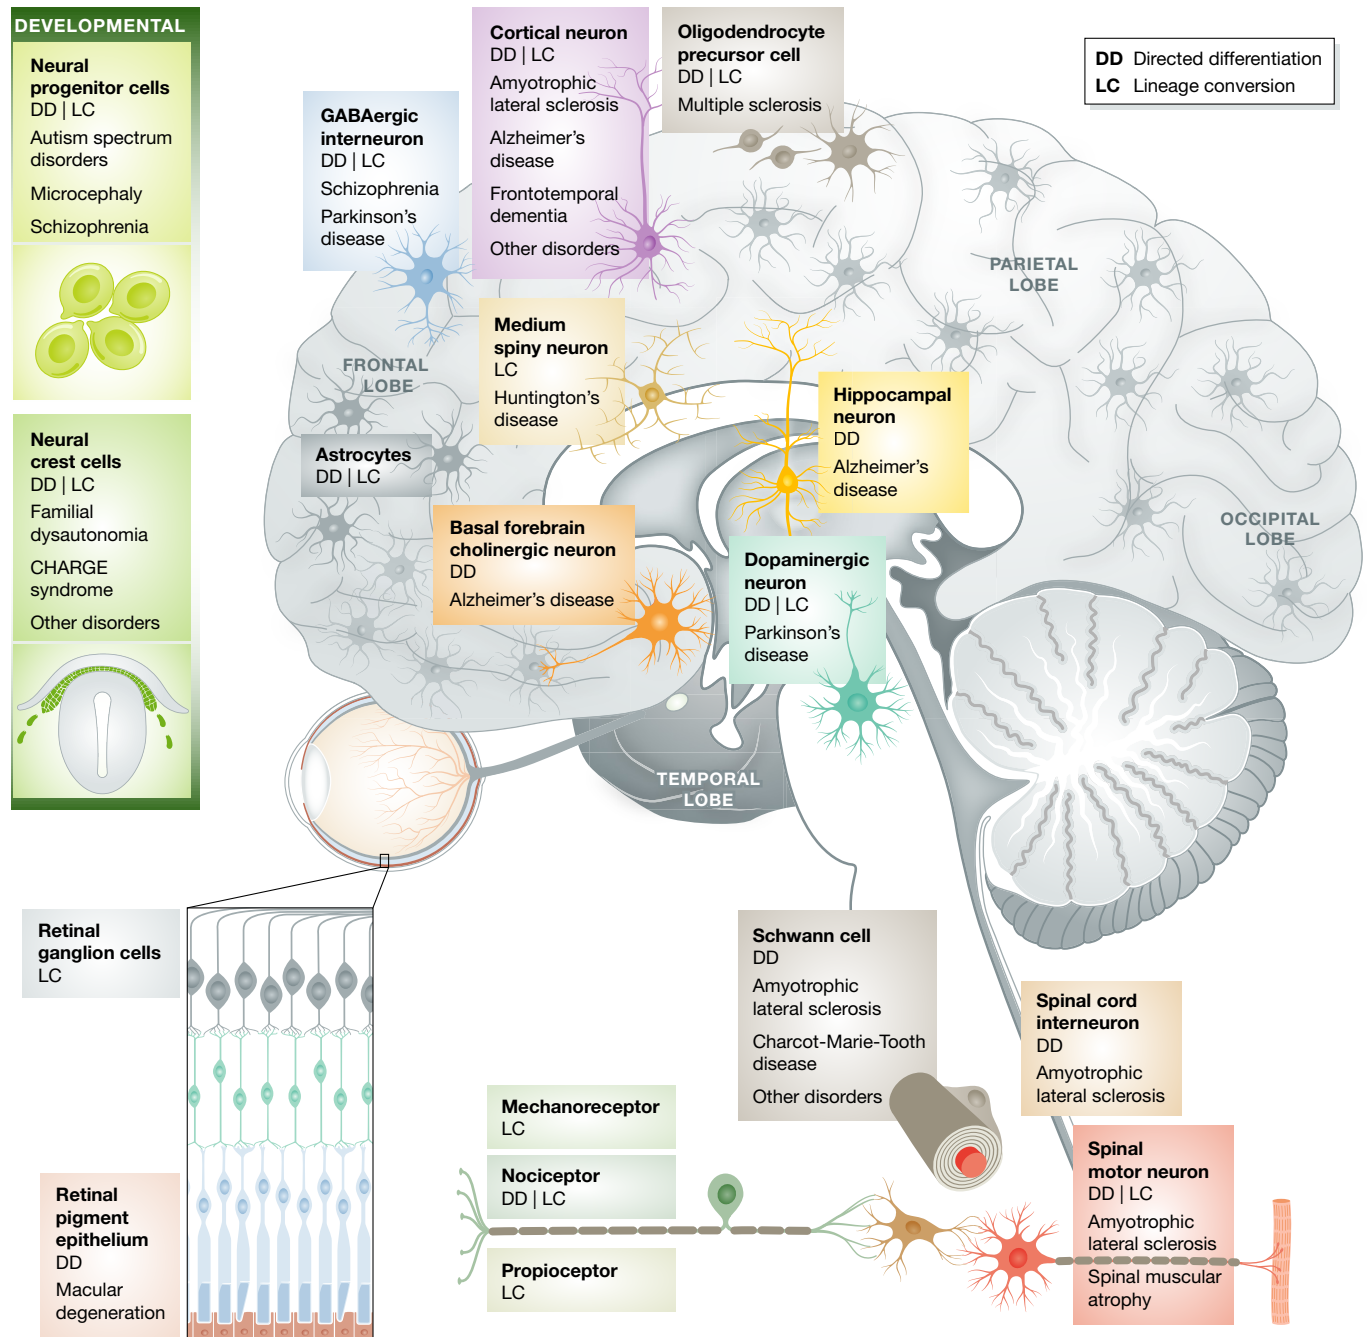 DEVELOPMENTAL
Neural
progenitor cells
DD | LC
Autism spectrum
disorders
Microcephaly
Schizophrenia
Neural
crest cells
DD | LC
Familial
dysautonomia
CHARGE
syndrome
Other disorders
GABAergic
interneuron
DD | LC
Schizophrenia
Parkinson's
disease
Cortical neuron
DD | LC
Amyotrophic
lateral sclerosis
Alzheimer's
disease
Frontotemporal
dementia
Other disorders
Oligodendrocyte
precursor cell
DD | LC
Multiple sclerosis
DD Directed differentiation
LC Lineage conversion
PARIETAL
LOBE
FRONTAL
LOBE
Medium
spiny neuron
LC
Huntington's
disease
Hippocampal
neuron
DD
Alzheimer's
disease
Astrocytes
DD | LC
Basal forebrain
cholinergic neuron
DD
Alzheimer's disease
OCCIPITAL
LOBE
Dopaminergic
neuron
DD | LC
Parkinson's
disease
TEMPORAL
LOBE
Retinal
ganglion cells
LC
Retinal
pigment
epithelium
DD
Macular
degeneration
Schwann cell
DD
Amyotrophic
lateral sclerosis
Charcot-Marie-Tooth
disease
Other disorders
Spinal cord
interneuron
DD
Amyotrophic
lateral sclerosis
Mechanoreceptor
LC
Nociceptor
DD | LC
Propioceptor
LC
Spinal
motor neuron
DD | LC
Amyotrophic
lateral sclerosis
Spinal muscular
atrophy